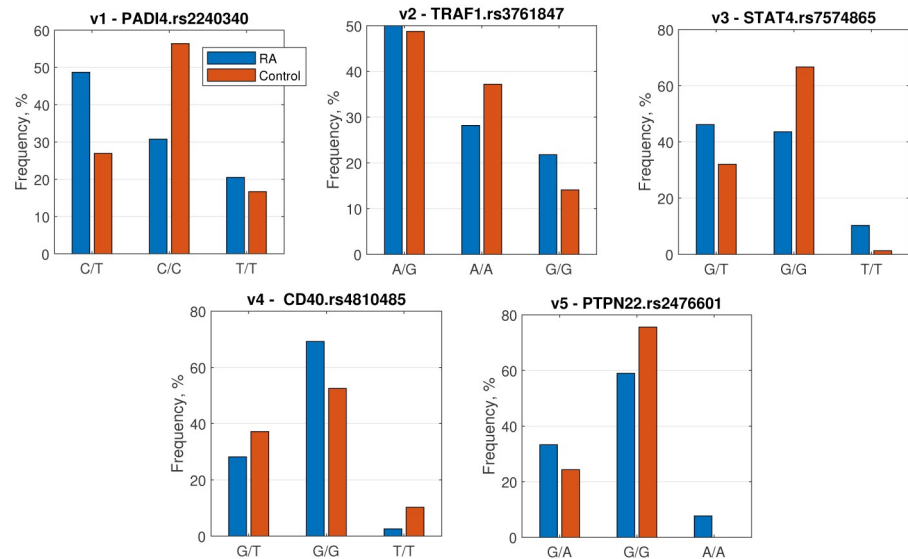 v1 - PADI4.rs2240340
Frequency, %
60
50
40
30
20
10
0
C/T C/C T/T
RA
Control
v2 - TRAF1.rs3761847
Frequency, %
50
40
30
20
10
0
A/G A/A G/G
v3 - STAT4.rs7574865
Frequency, %
80
60
40
20
0
G/T G/G T/T
v4 - CD40.rs4810485
Frequency, %
80
60
40
20
0
G/T G/G T/T
v5 - PTPN22.rs2476601
Frequency, %
80
60
40
20
0
G/A G/G A/A